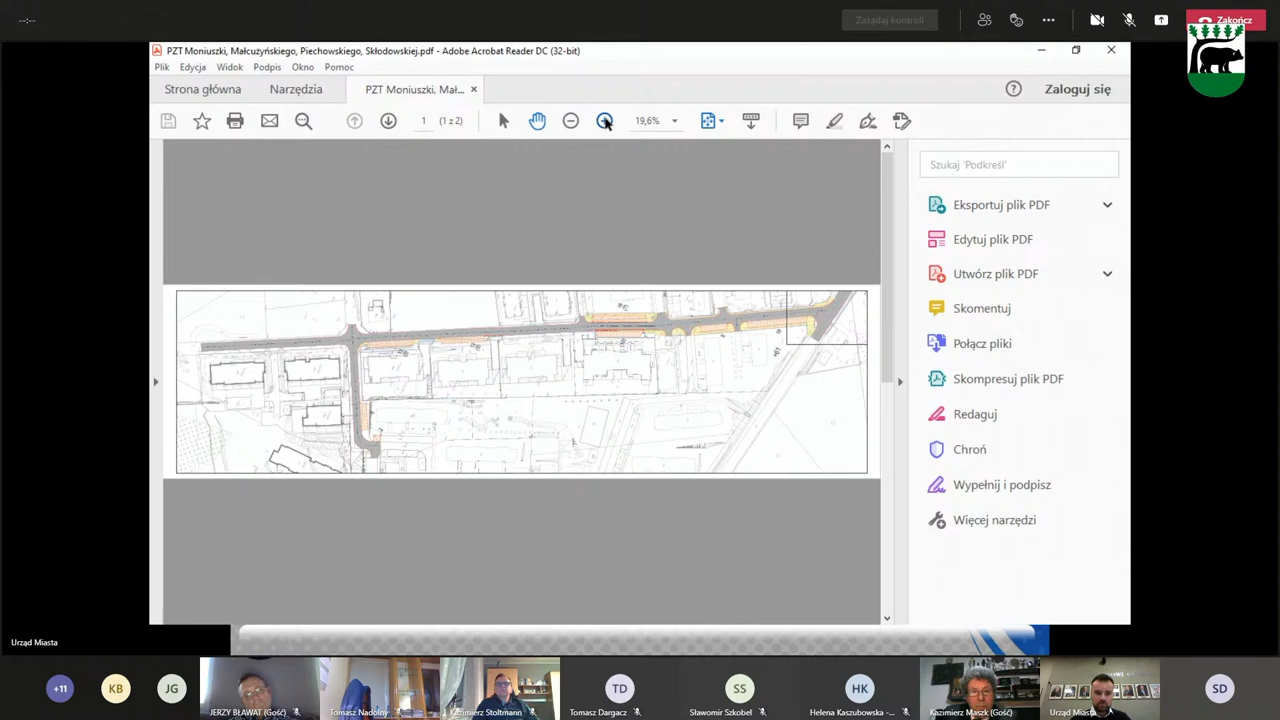 --:--
Zażądaj kontroli
Zakończ
PZT Moniuszki, Małcużyńskiego, Piechowskiego, Skłodowskiej.pdf - Adobe Acrobat Reader DC (32-bit)
Plik Edycja Widok Podpis Okno Pomoc
Strona główna Narzędzia PZT Moniuszki, Mał... × Zaloguj się
1 (1 z 2) 19,6%
Szukaj 'Podkreśl'
Eksportuj plik PDF
Edytuj plik PDF
Utwórz plik PDF
Skomentuj
Połącz pliki
Skompresuj plik PDF
Redaguj
Chroń
Wypełnij i podpisz
Więcej narzędzi
Urząd Miasta
+11 KB JG TD SS HK SD
JERZY BŁAWAT (Gość) Tomasz Nadolny Kazimierz Stoltmann Tomasz Dargacz Sławomir Szkobel Helena Kaszubowska -... Kazimierz Maszk (Gość) Urząd Miasta